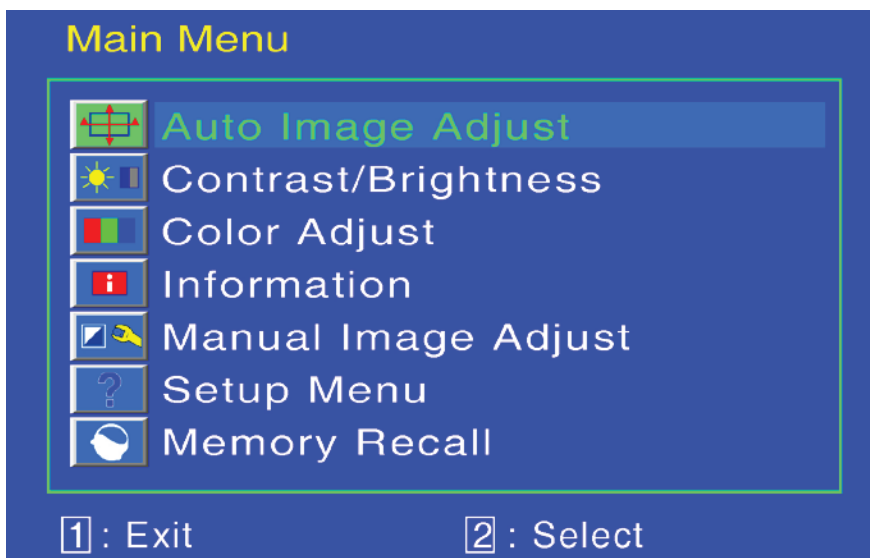 Main Menu
Auto Image Adjust
Contrast/Brightness
Color Adjust
Information
Manual Image Adjust
Setup Menu
Memory Recall
1 : Exit 2 : Select